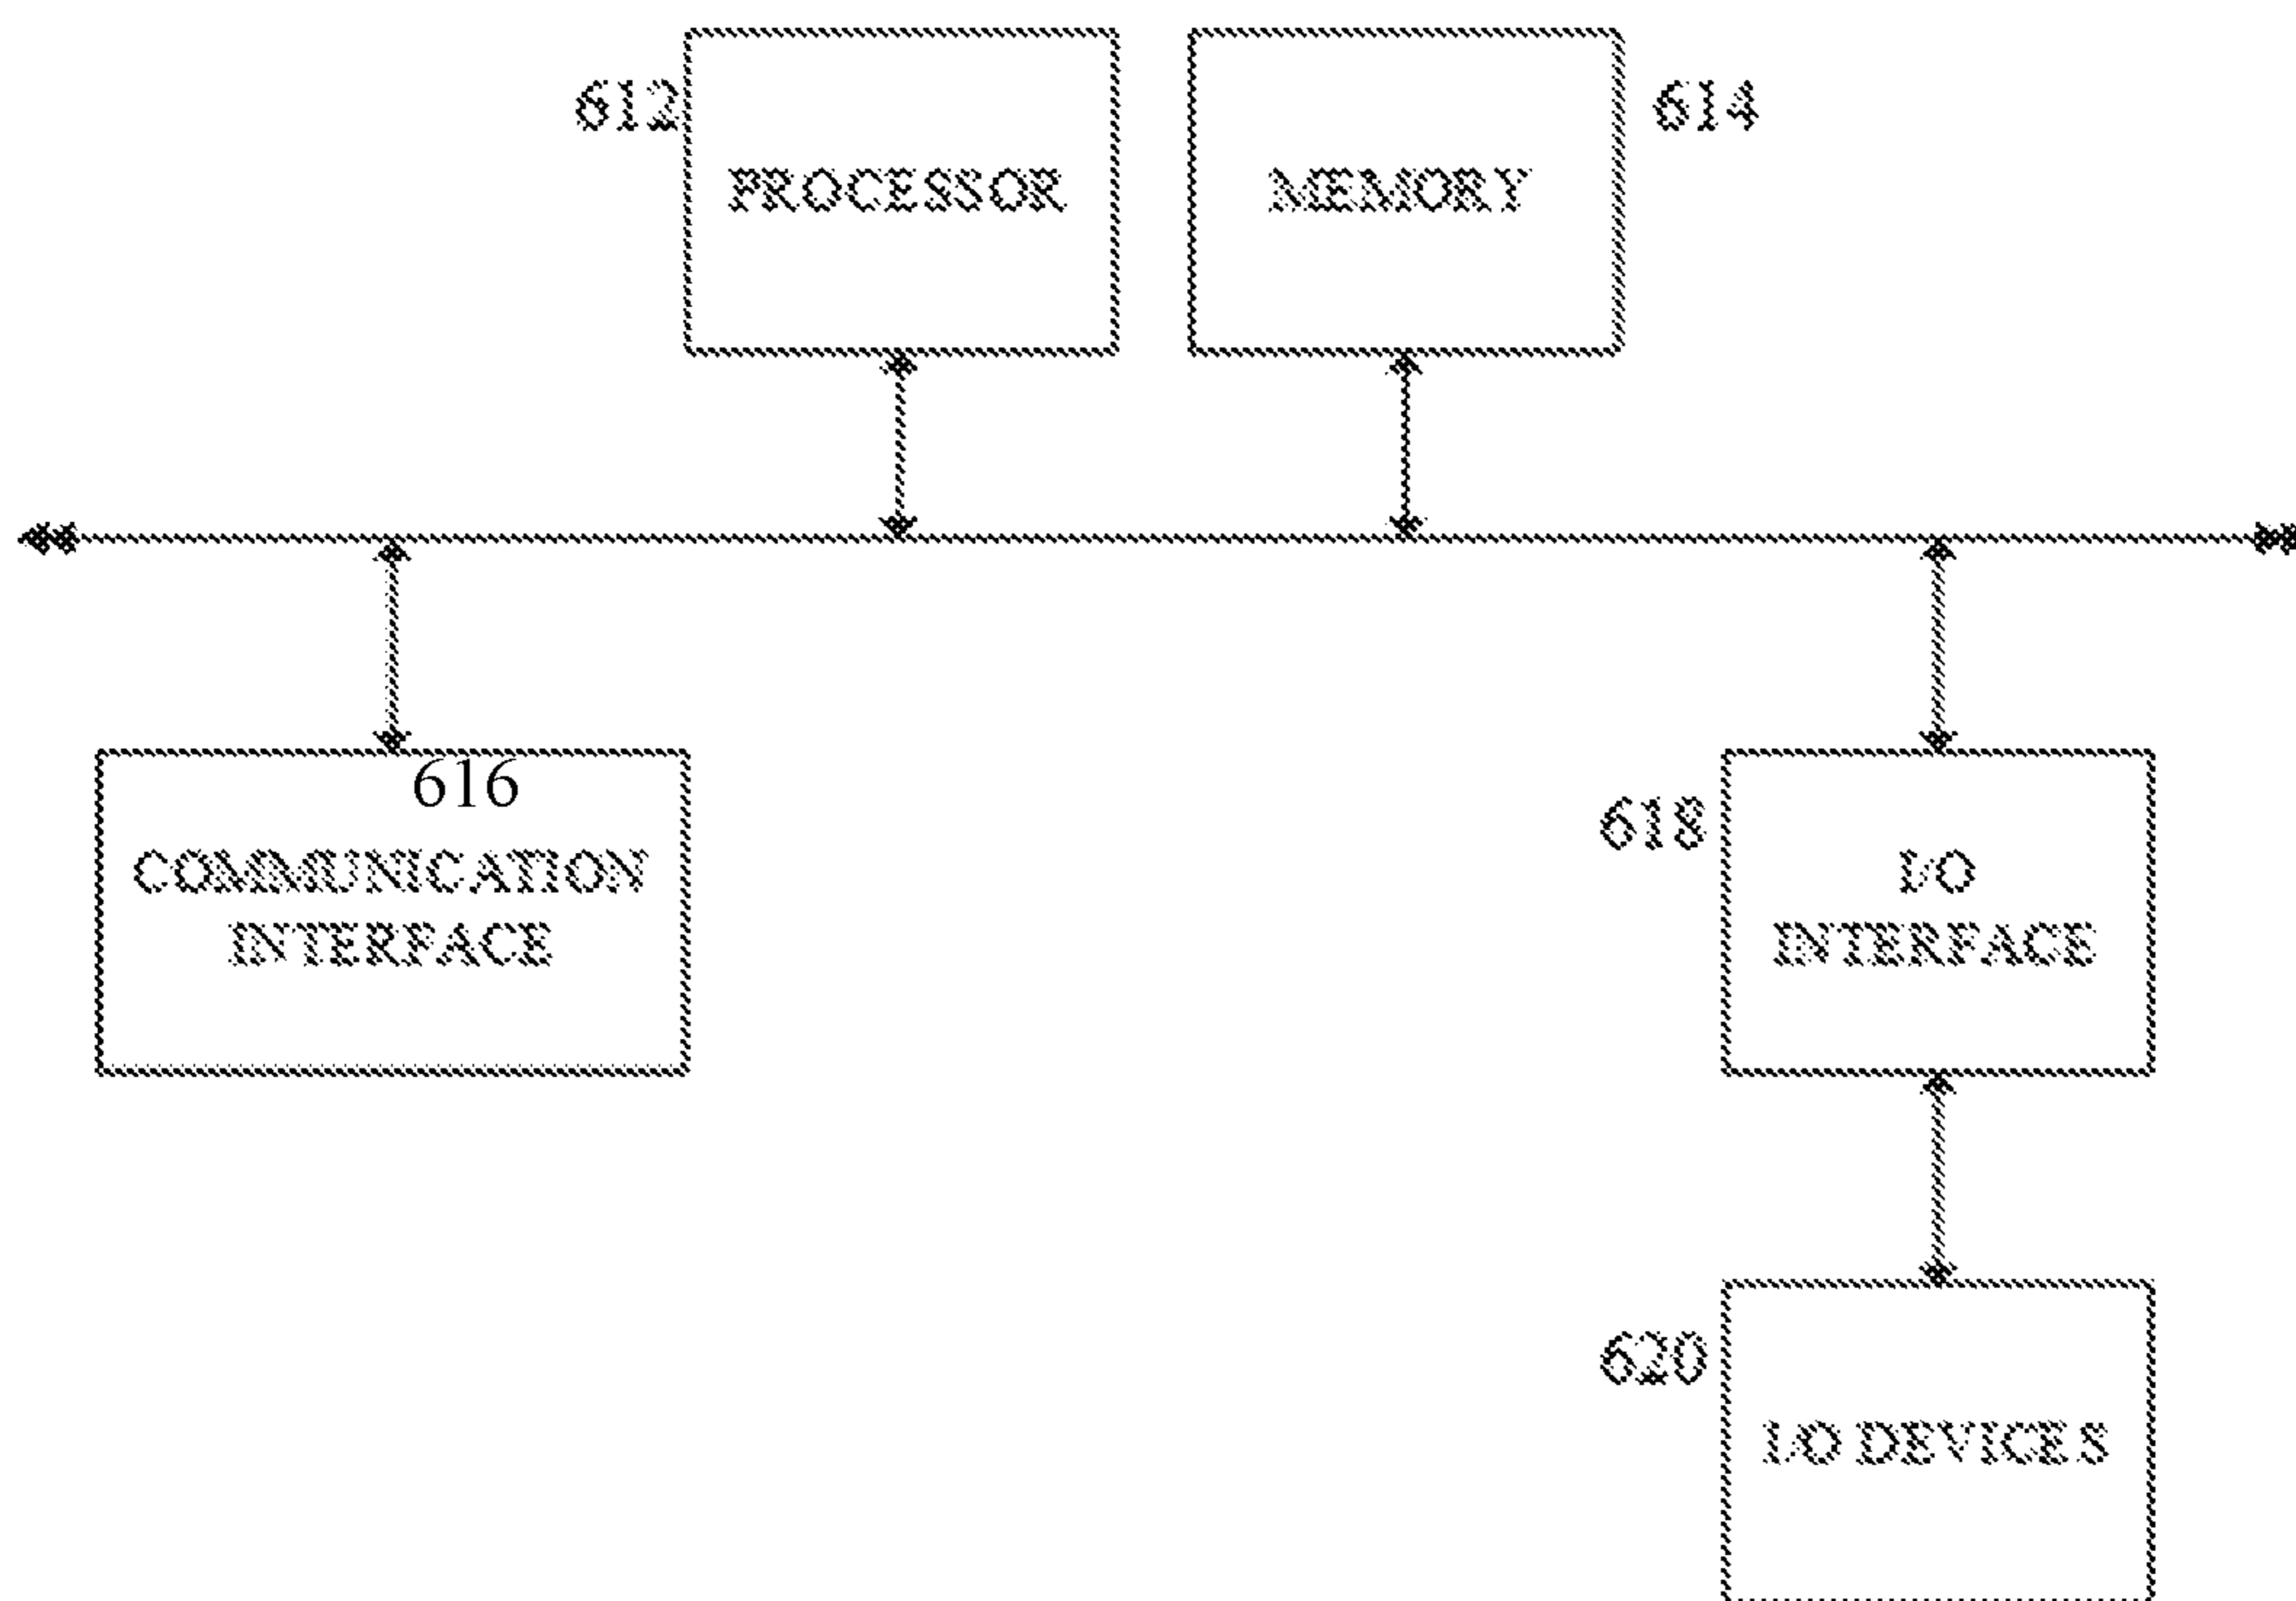 612
PROCESSOR
614
MEMORY
616
COMMUNICATION
INTERFACE
618
I/O
INTERFACE
620
I/O DEVICES